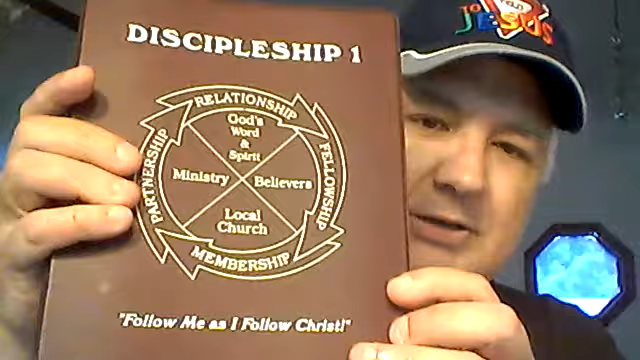 DISCIPLESHIP 1
RELATIONSHIP
God's
Word
&
Spirit
PARTNERSHIP
Ministry
Believers
FELLOWSHIP
Local
Church
MEMBERSHIP
"Follow Me as I Follow Christ!"
JESUS